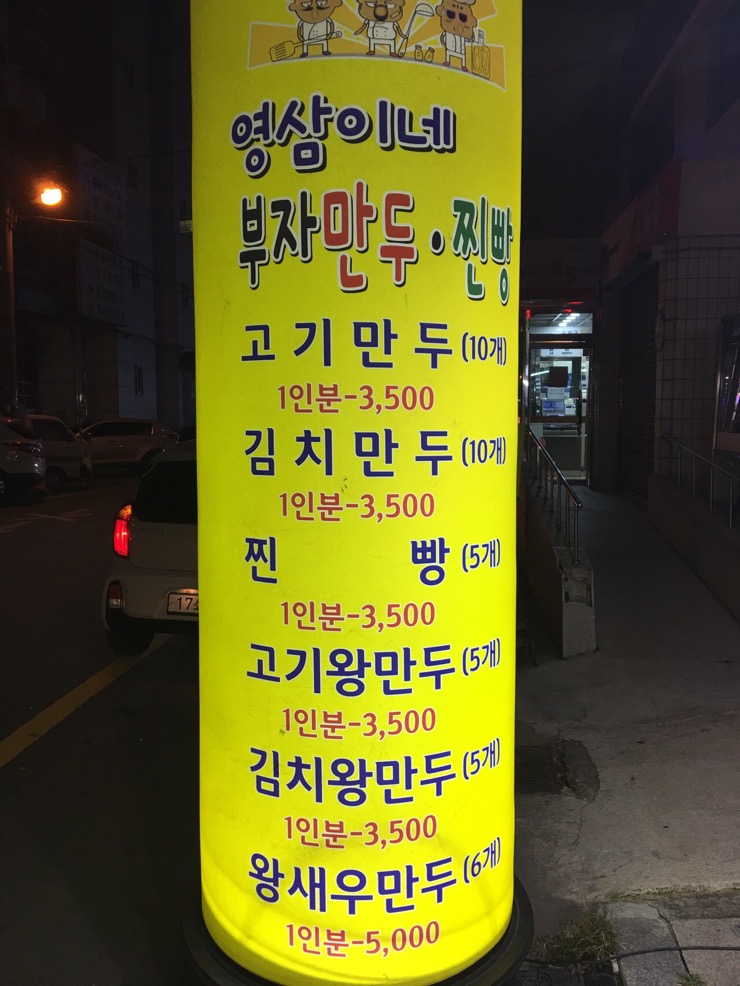 영삼이네
부자만두·찐빵
고기만두(10개)
1인분-3,500
김치만두(10개)
1인분-3,500
찐빵(5개)
1인분-3,500
고기왕만두(5개)
1인분-3,500
김치왕만두(5개)
1인분-3,500
왕새우만두(6개)
1인분-5,000
17